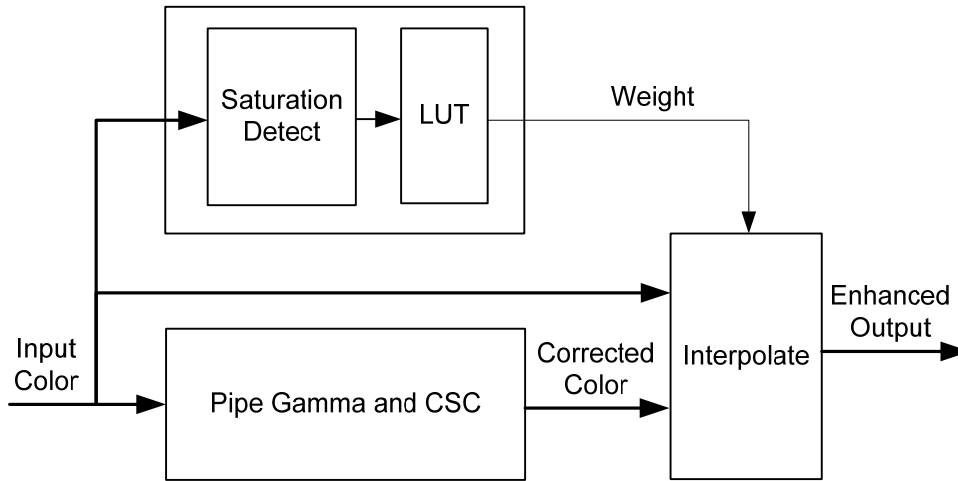 Saturation
Detect
LUT
Weight
Input
Color
Pipe Gamma and CSC
Corrected
Color
Interpolate
Enhanced
Output